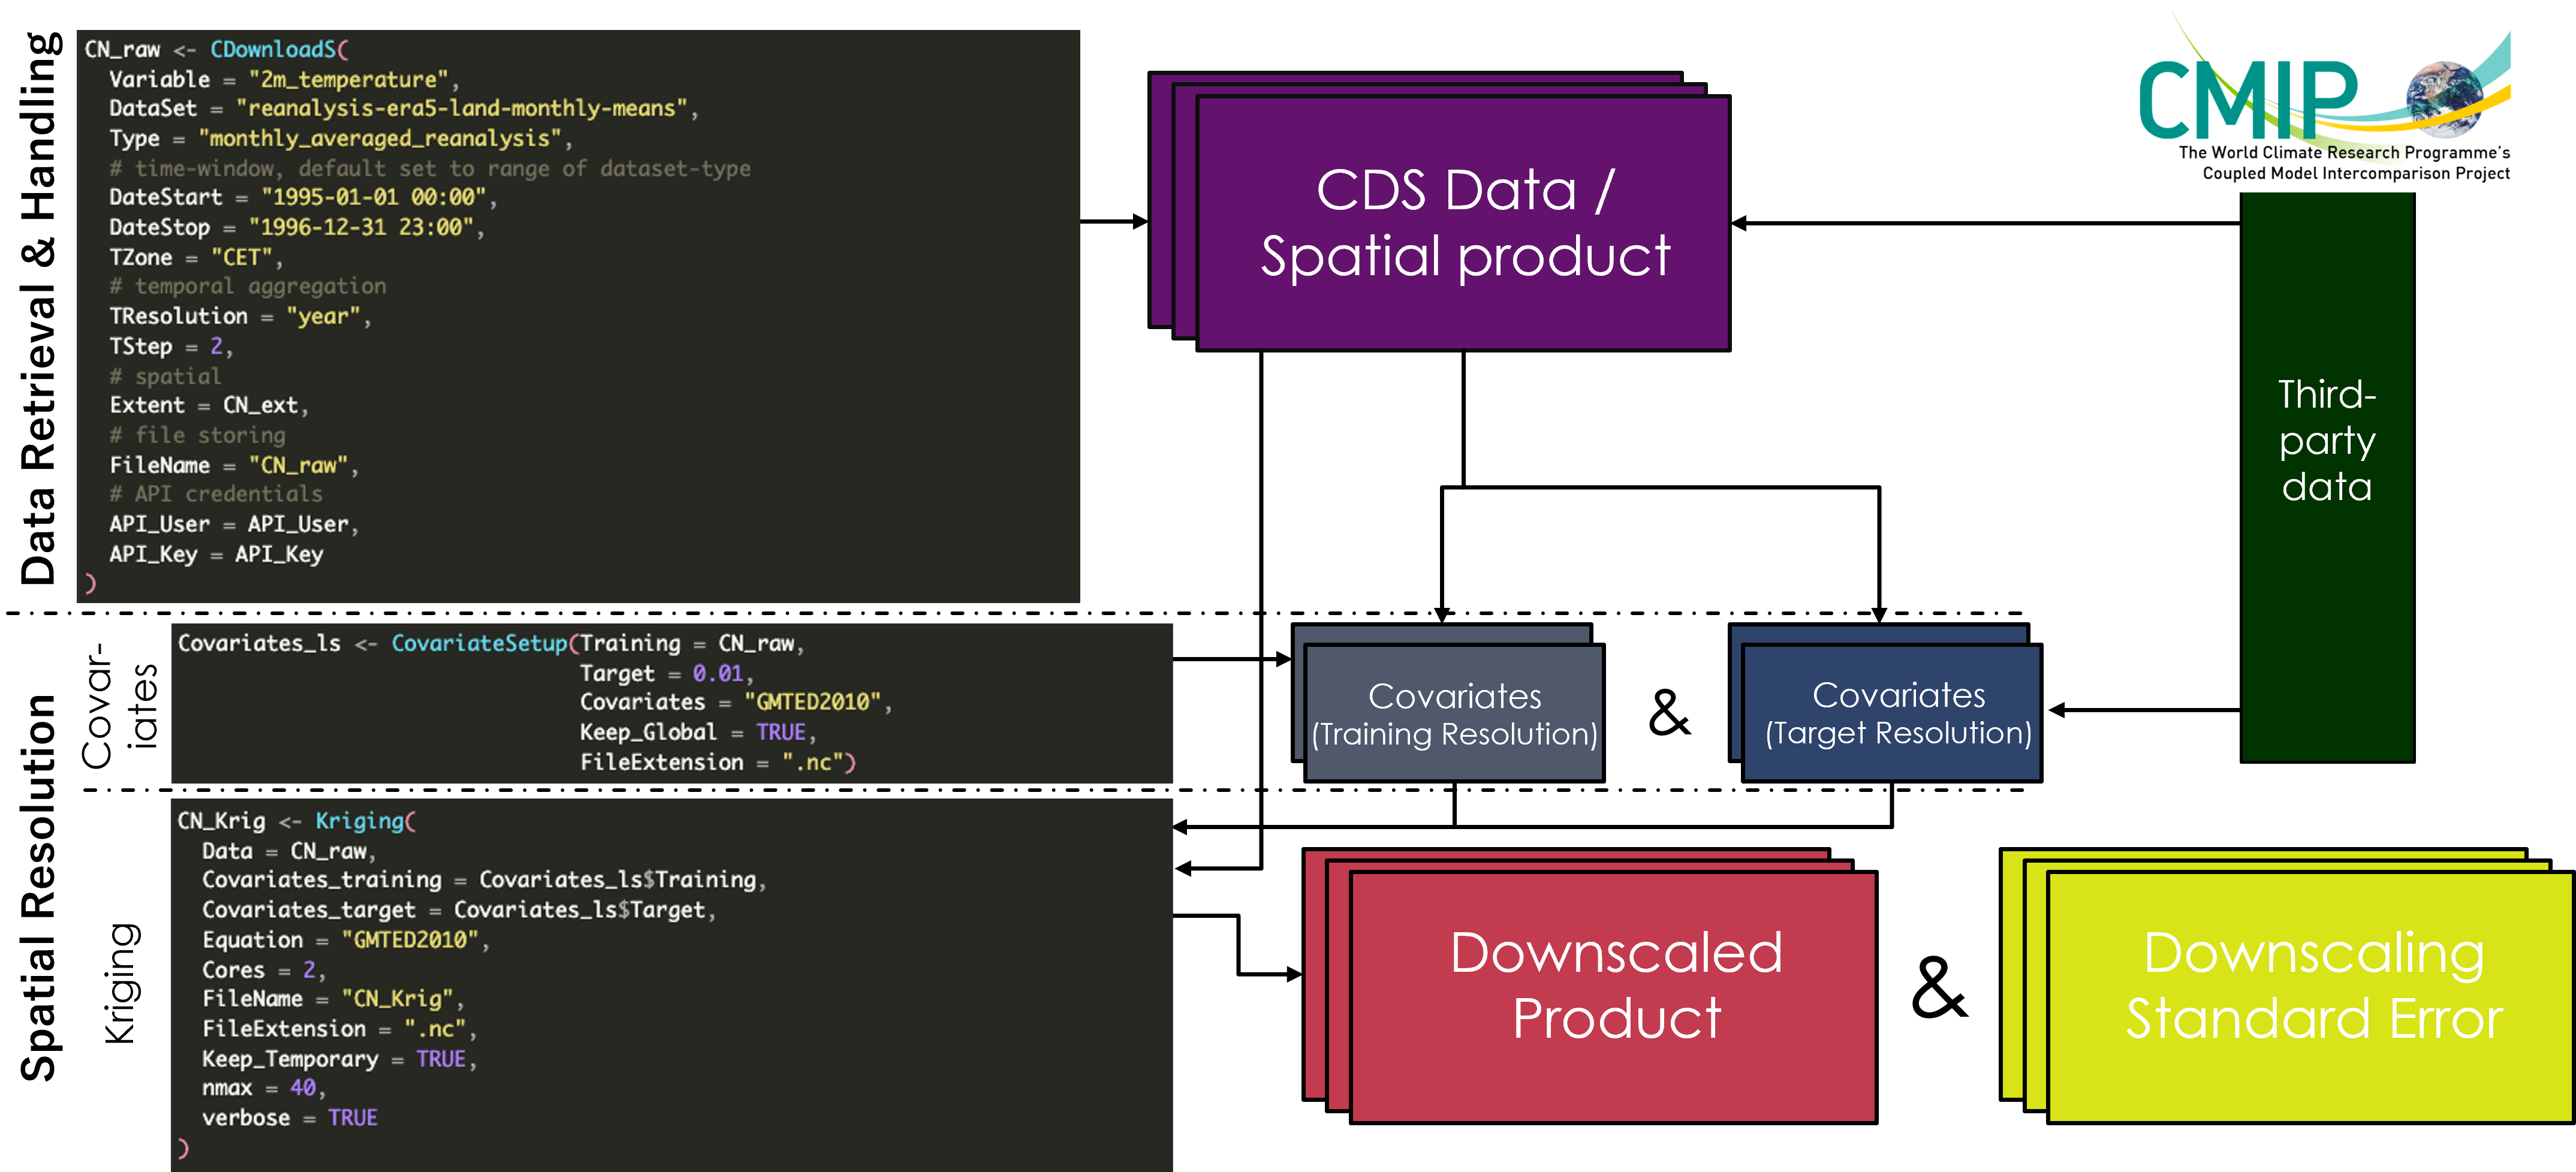 Data Retrieval & Handling
CN_raw <- CDownloadS(
Variable = "2m_temperature",
DataSet = "reanalysis-era5-land-monthly-means",
Type = "monthly_averaged_reanalysis",
# time-window, default set to range of dataset-type
DateStart = "1995-01-01 00:00",
DateStop = "1996-12-31 23:00",
TZone = "CET",
# temporal aggregation
TResolution = "year",
TStep = 2,
# spatial
Extent = CN_ext,
# file storing
FileName = "CN_raw",
# API credentials
API_User = API_User,
API_Key = API_Key
)
CDS Data /
Spatial product
CMIP
The World Climate Research Programme's
Coupled Model Intercomparison Project
Third-
party
data
Spatial Resolution
Covar-
iates
Covariates_ls <- CovariateSetup(Training = CN_raw,
Target = 0.01,
Covariates = "GMTED2010",
Keep_Global = TRUE,
FileExtension = ".nc")
Covariates
(Training Resolution)
&
Covariates
(Target Resolution)
Kriging
CN_Krig <- Kriging(
Data = CN_raw,
Covariates_training = Covariates_ls$Training,
Covariates_target = Covariates_ls$Target,
Equation = "GMTED2010",
Cores = 2,
FileName = "CN_Krig",
FileExtension = ".nc",
Keep_Temporary = TRUE,
nmax = 40,
verbose = TRUE
)
Downscaled
Product
&
Downscaling
Standard Error